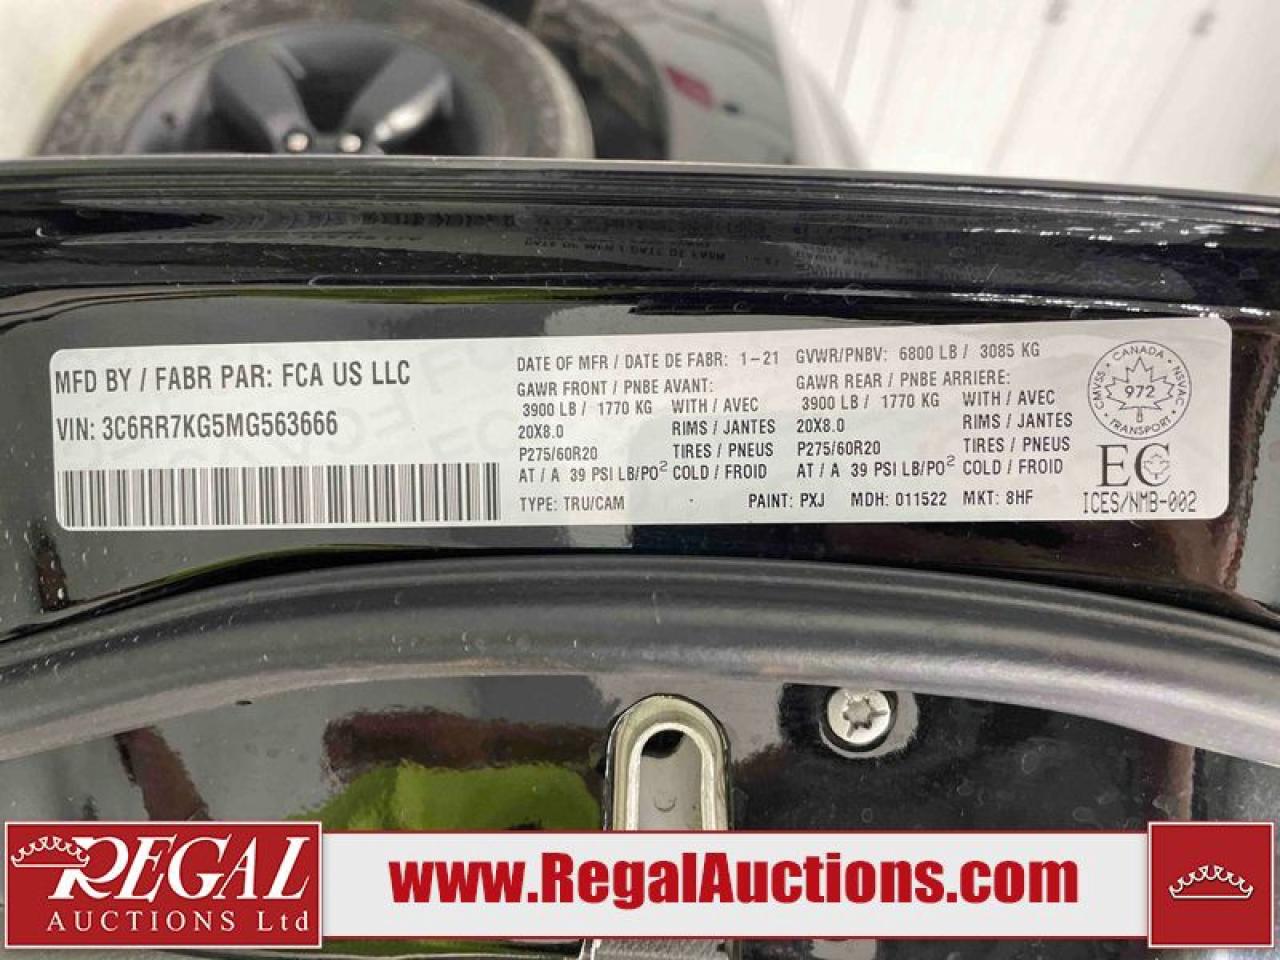 MFD BY / FABR PAR: FCA US LLC
VIN: 3C6RR7KG5MG563666
DATE OF MFR / DATE DE FABR: 1-21
GAWR FRONT / PNBE AVANT:
3900 LB / 1770 KG WITH / AVEC
20X8.0 RIMS / JANTES
P275/60R20 TIRES / PNEUS
AT / A 39 PSI LB/PO² COLD / FROID
TYPE: TRU/CAM
GVWR/PNBV: 6800 LB / 3085 KG
GAWR REAR / PNBE ARRIERE:
3900 LB / 1770 KG WITH / AVEC
20X8.0 RIMS / JANTES
P275/60R20 TIRES / PNEUS
AT / A 39 PSI LB/PO² COLD / FROID
PAINT: PXJ MDH: 011522 MKT: 8HF
CANADA
CMVSS NSVAC
972
TRANSPORT
EC
ICES/NMB-002
REGAL
AUCTIONS Ltd
www.RegalAuctions.com